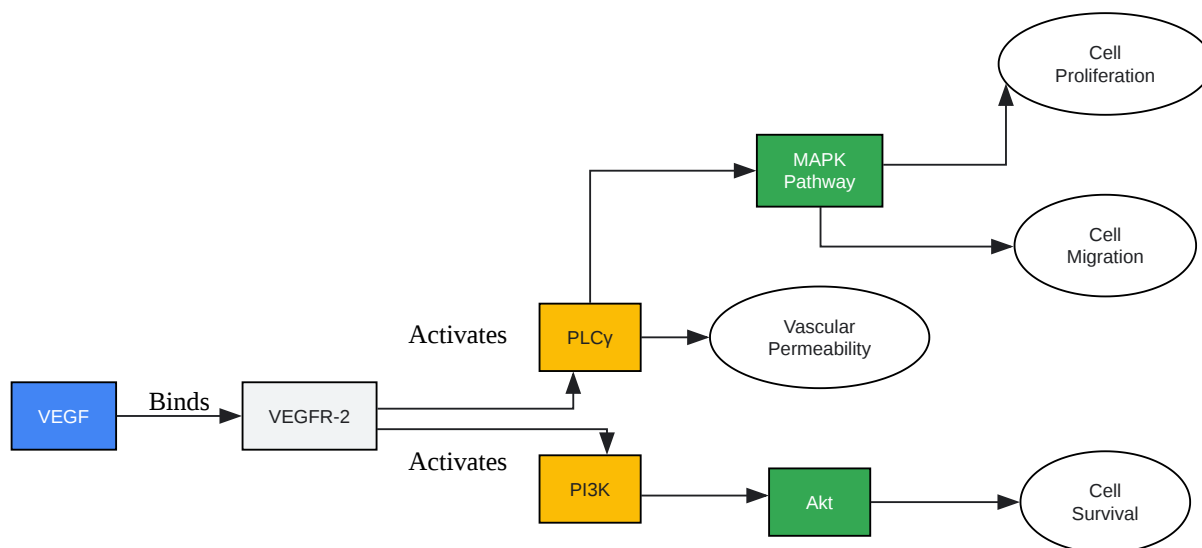 Cell
Proliferation
MAPK
Pathway
Cell
Migration
Activates
PLCγ
Vascular
Permeability
VEGF
Binds
VEGFR-2
Activates
PI3K
Akt
Cell
Survival